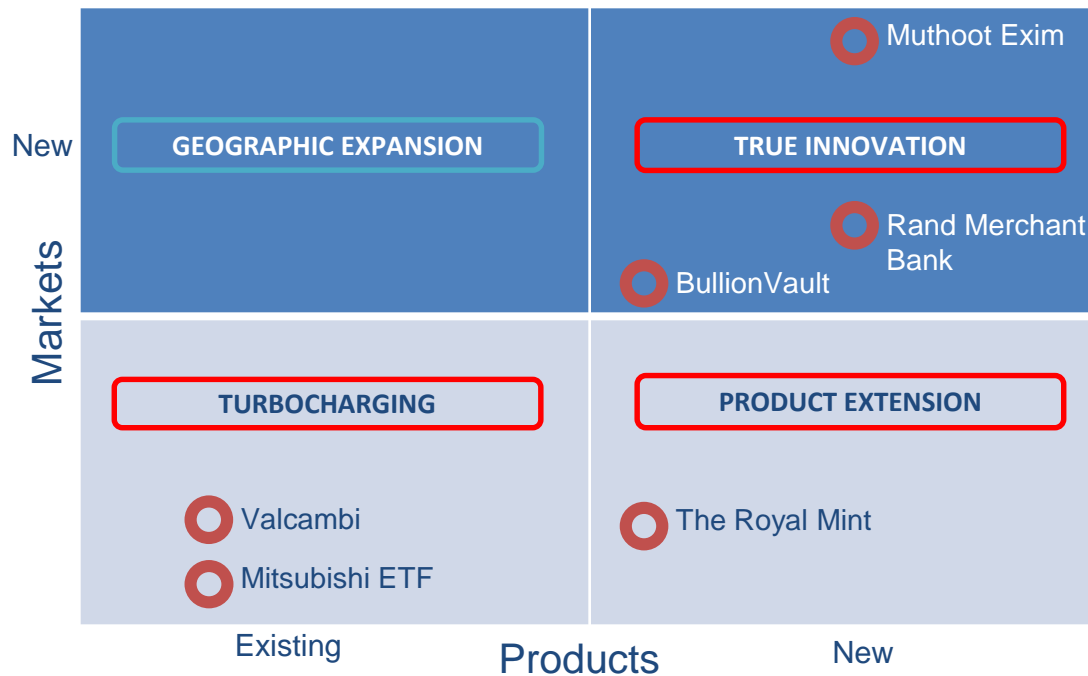 Muthoot Exim
New
GEOGRAPHIC EXPANSION
TRUE INNOVATION
Rand Merchant
Bank
BullionVault
Markets
TURBOCHARGING
PRODUCT EXTENSION
Valcambi
The Royal Mint
Mitsubishi ETF
Existing
Products
New